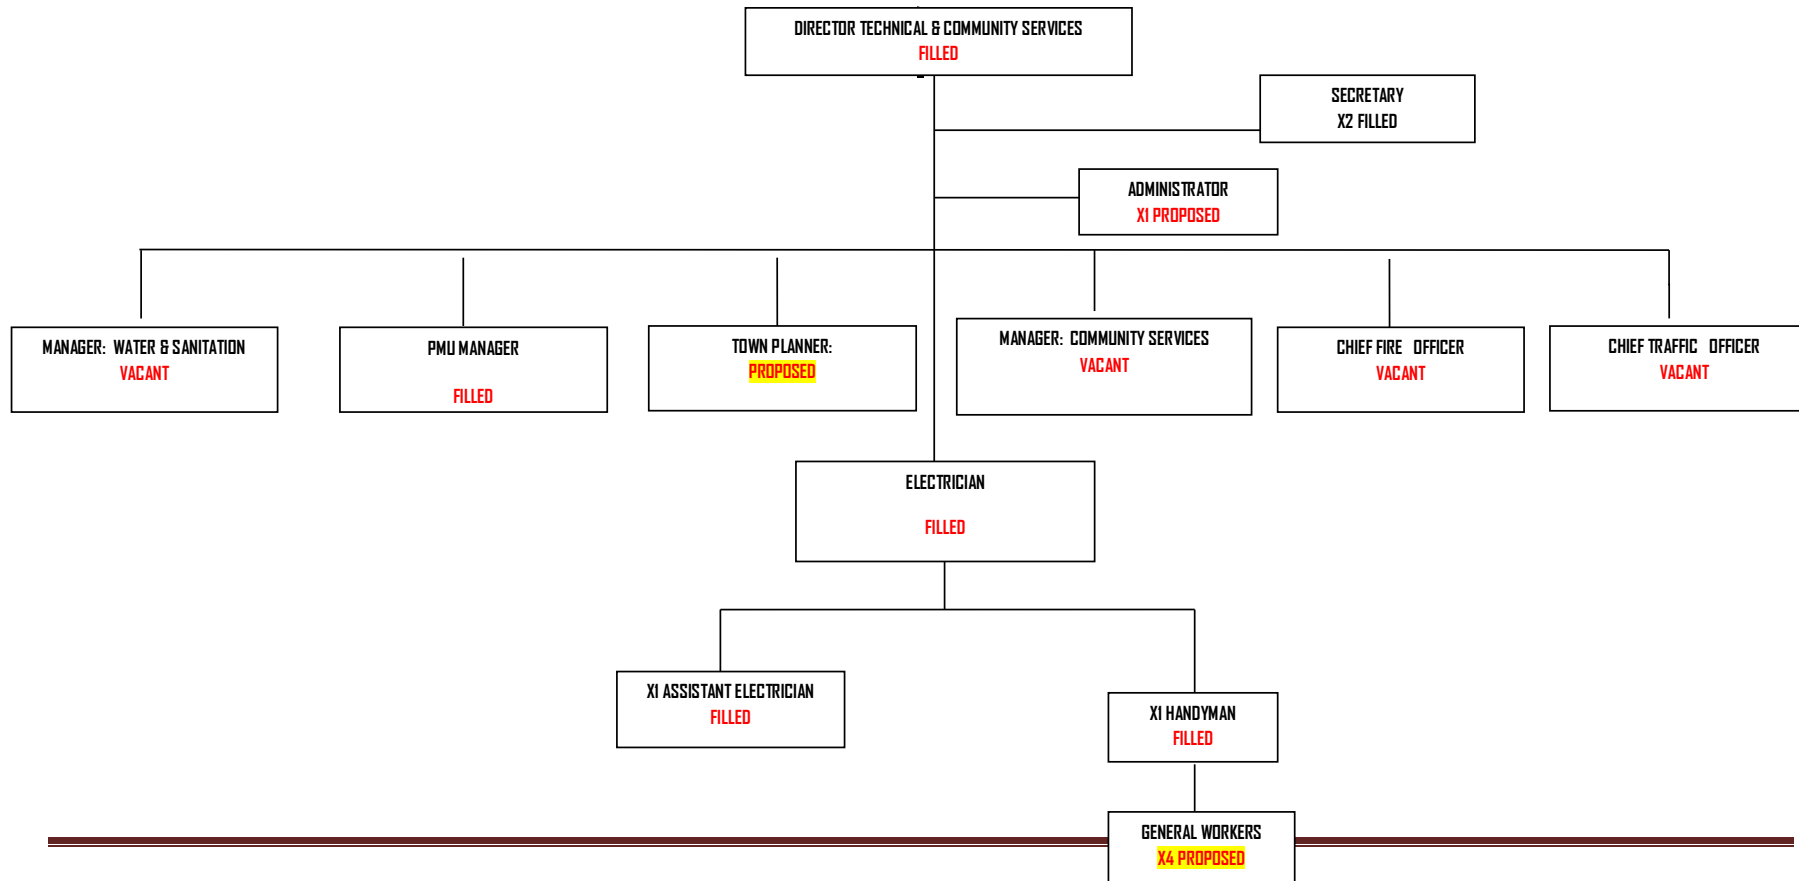 DIRECTOR TECHNICAL & COMMUNITY SERVICES
FILLED
SECRETARY
X2 FILLED
ADMINISTRATOR
X1 PROPOSED
MANAGER: WATER & SANITATION
VACANT
PMU MANAGER
FILLED
TOWN PLANNER:
PROPOSED
MANAGER: COMMUNITY SERVICES
VACANT
CHIEF FIRE OFFICER
VACANT
CHIEF TRAFFIC OFFICER
VACANT
ELECTRICIAN
FILLED
X1 ASSISTANT ELECTRICIAN
FILLED
X1 HANDYMAN
FILLED
GENERAL WORKERS
X4 PROPOSED